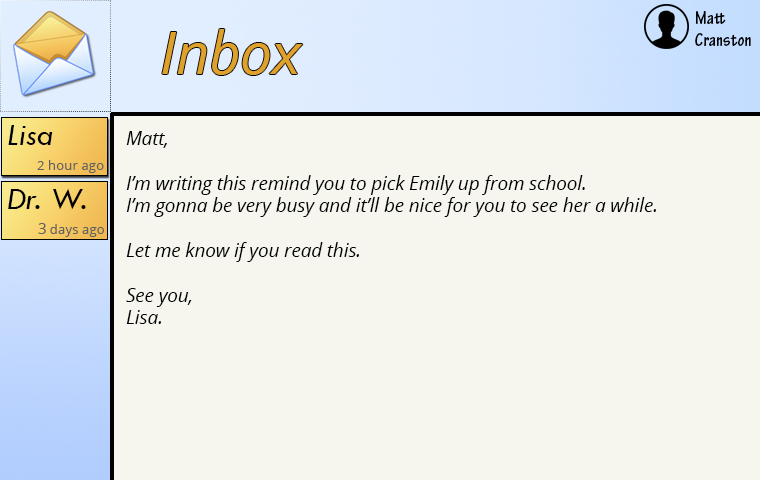 Inbox
Matt
Cranston
Lisa
2 hour ago
Dr. W.
3 days ago
Matt,
I'm writing this remind you to pick Emily up from school.
I'm gonna be very busy and it'll be nice for you to see her a while.
Let me know if you read this.
See you,
Lisa.